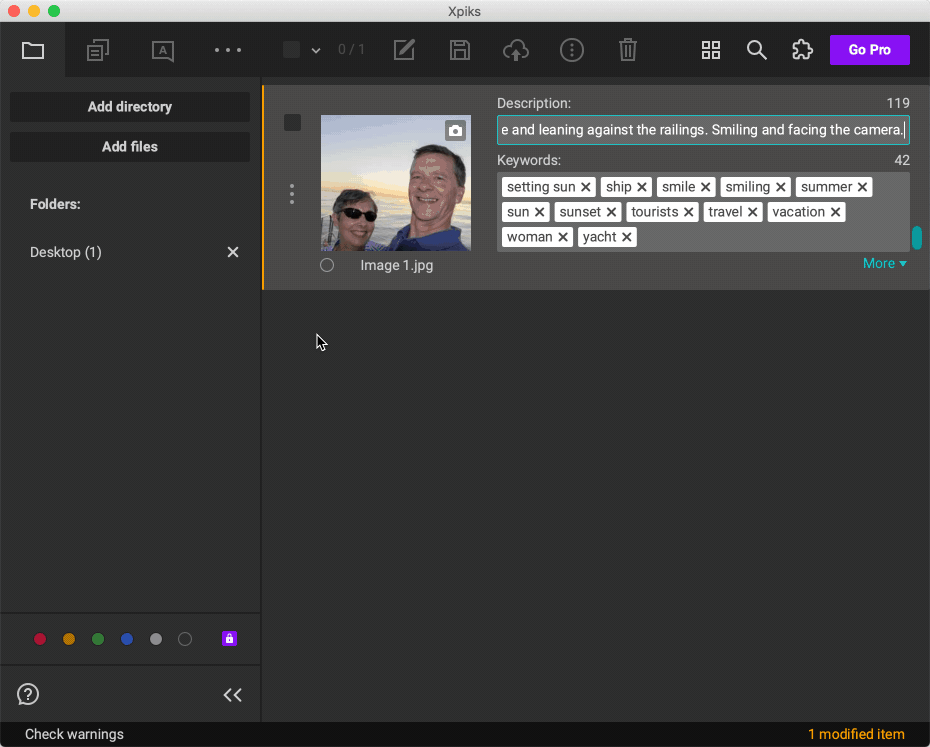 Xpiks
A
0 / 1
Go Pro
Add directory
Add files
Folders:
Desktop (1)
Description:
119
e and leaning against the railings. Smiling and facing the camera.
Keywords:
42
setting sun
ship
smile
smiling
summer
sun
sunset
tourists
travel
vacation
woman
yacht
Image 1.jpg
More
?
Check warnings
1 modified item